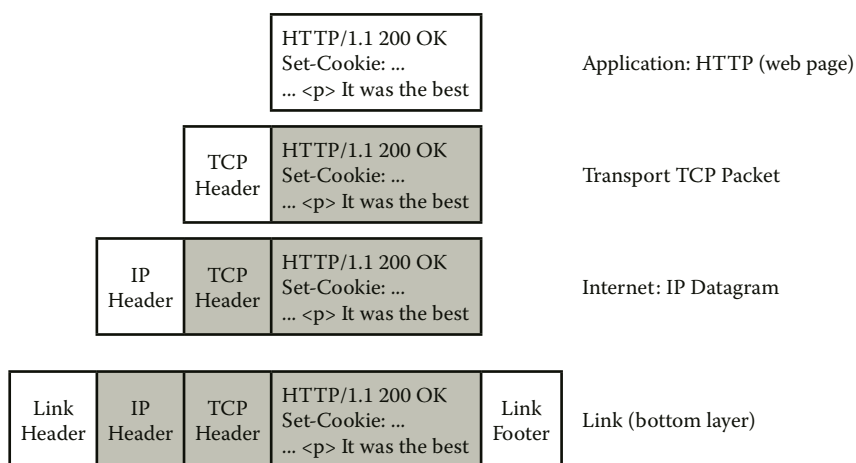 HTTP/1.1 200 OK
Set-Cookie: ...
... <p> It was the best
Application: HTTP (web page)
TCP
Header
HTTP/1.1 200 OK
Set-Cookie: ...
... <p> It was the best
Transport TCP Packet
IP
Header
TCP
Header
HTTP/1.1 200 OK
Set-Cookie: ...
... <p> It was the best
Internet: IP Datagram
Link
Header
IP
Header
TCP
Header
HTTP/1.1 200 OK
Set-Cookie: ...
... <p> It was the best
Link
Footer
Link (bottom layer)